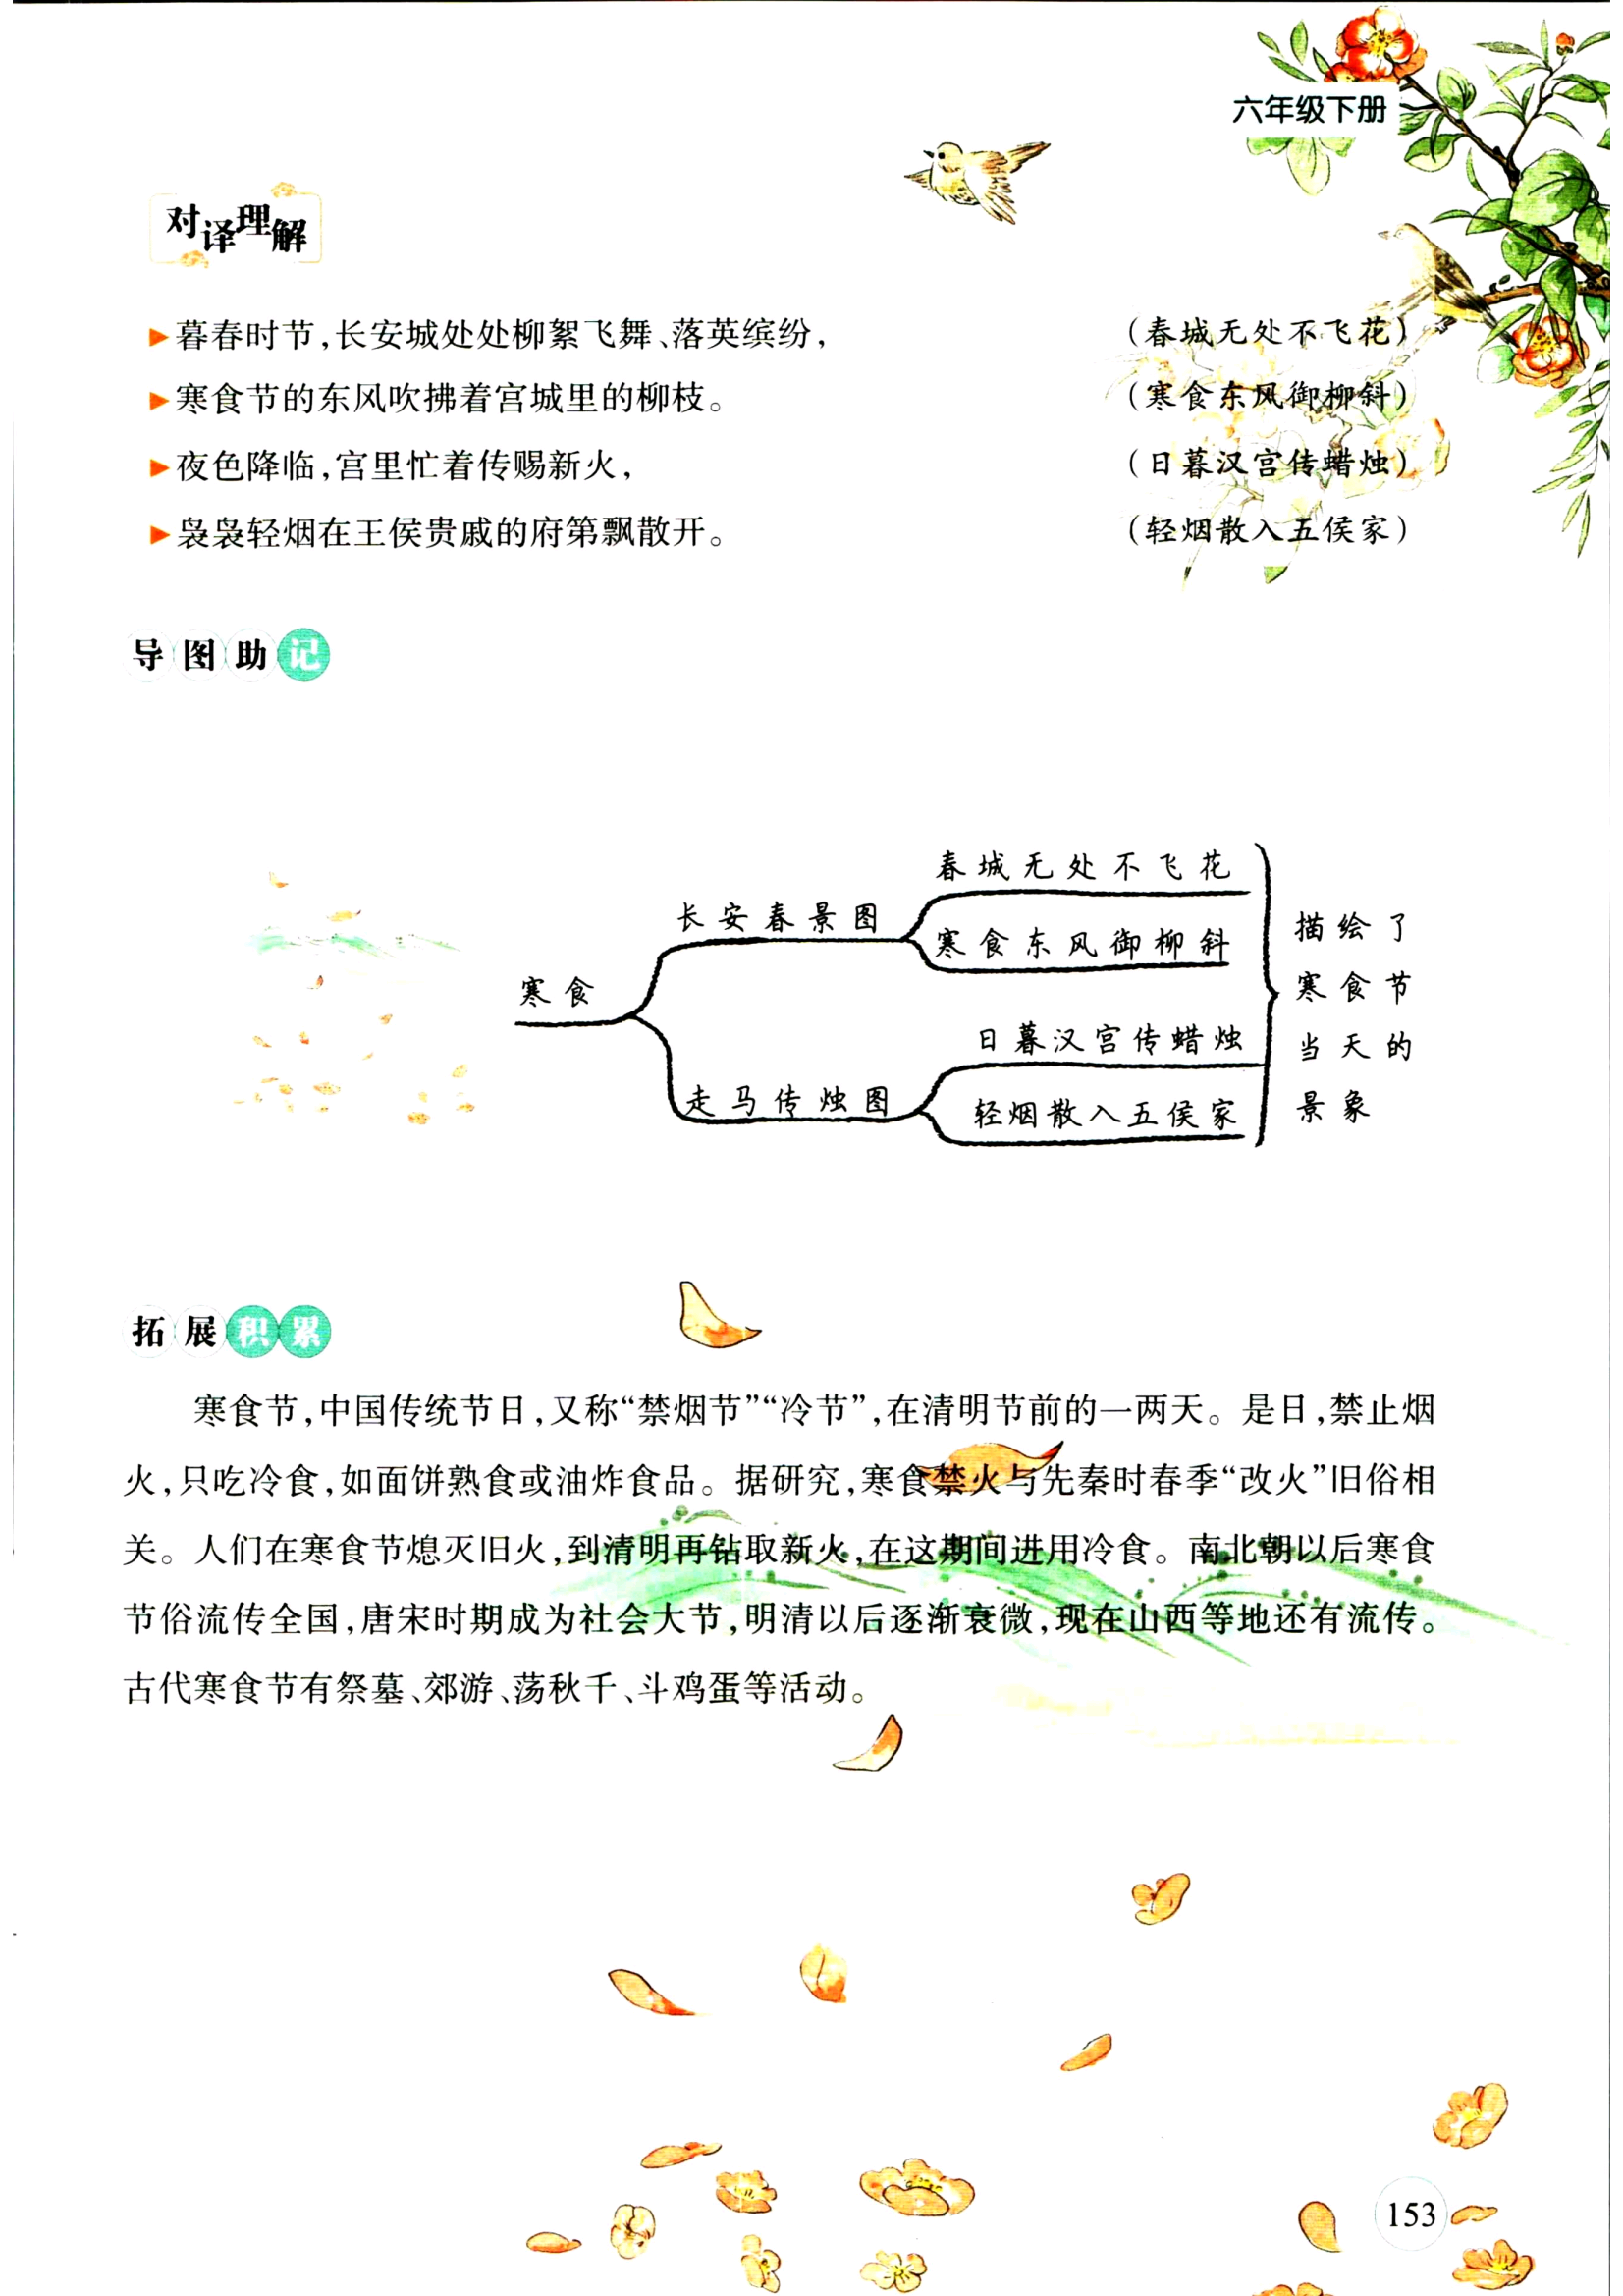 六年级下册
对译理解
▶暮春时节,长安城处处柳絮飞舞、落英缤纷, (春城无处不飞花)
▶寒食节的东风吹拂着宫城里的柳枝。 (寒食东风御柳斜)
▶夜色降临,宫里忙着传赐新火, (日暮汉宫传蜡烛)
▶袅袅轻烟在王侯贵戚的府第飘散开。 (轻烟散入五侯家)
导图助记
寒食
长安春景图
春城无处不飞花
寒食东风御柳斜
走马传烛图
日暮汉宫传蜡烛
轻烟散入五侯家
描绘了
寒食节
当天的
景象
拓展积累
寒食节,中国传统节日,又称“禁烟节”“冷节”,在清明节前的一两天。是日,禁止烟
火,只吃冷食,如面饼熟食或油炸食品。据研究,寒食禁火与先秦时春季“改火”旧俗相
关。人们在寒食节熄灭旧火,到清明再钻取新火,在这期间进用冷食。南北朝以后寒食
节俗流传全国,唐宋时期成为社会大节,明清以后逐渐衰微,现在山西等地还有流传。
古代寒食节有祭墓、郊游、荡秋千、斗鸡蛋等活动。
153